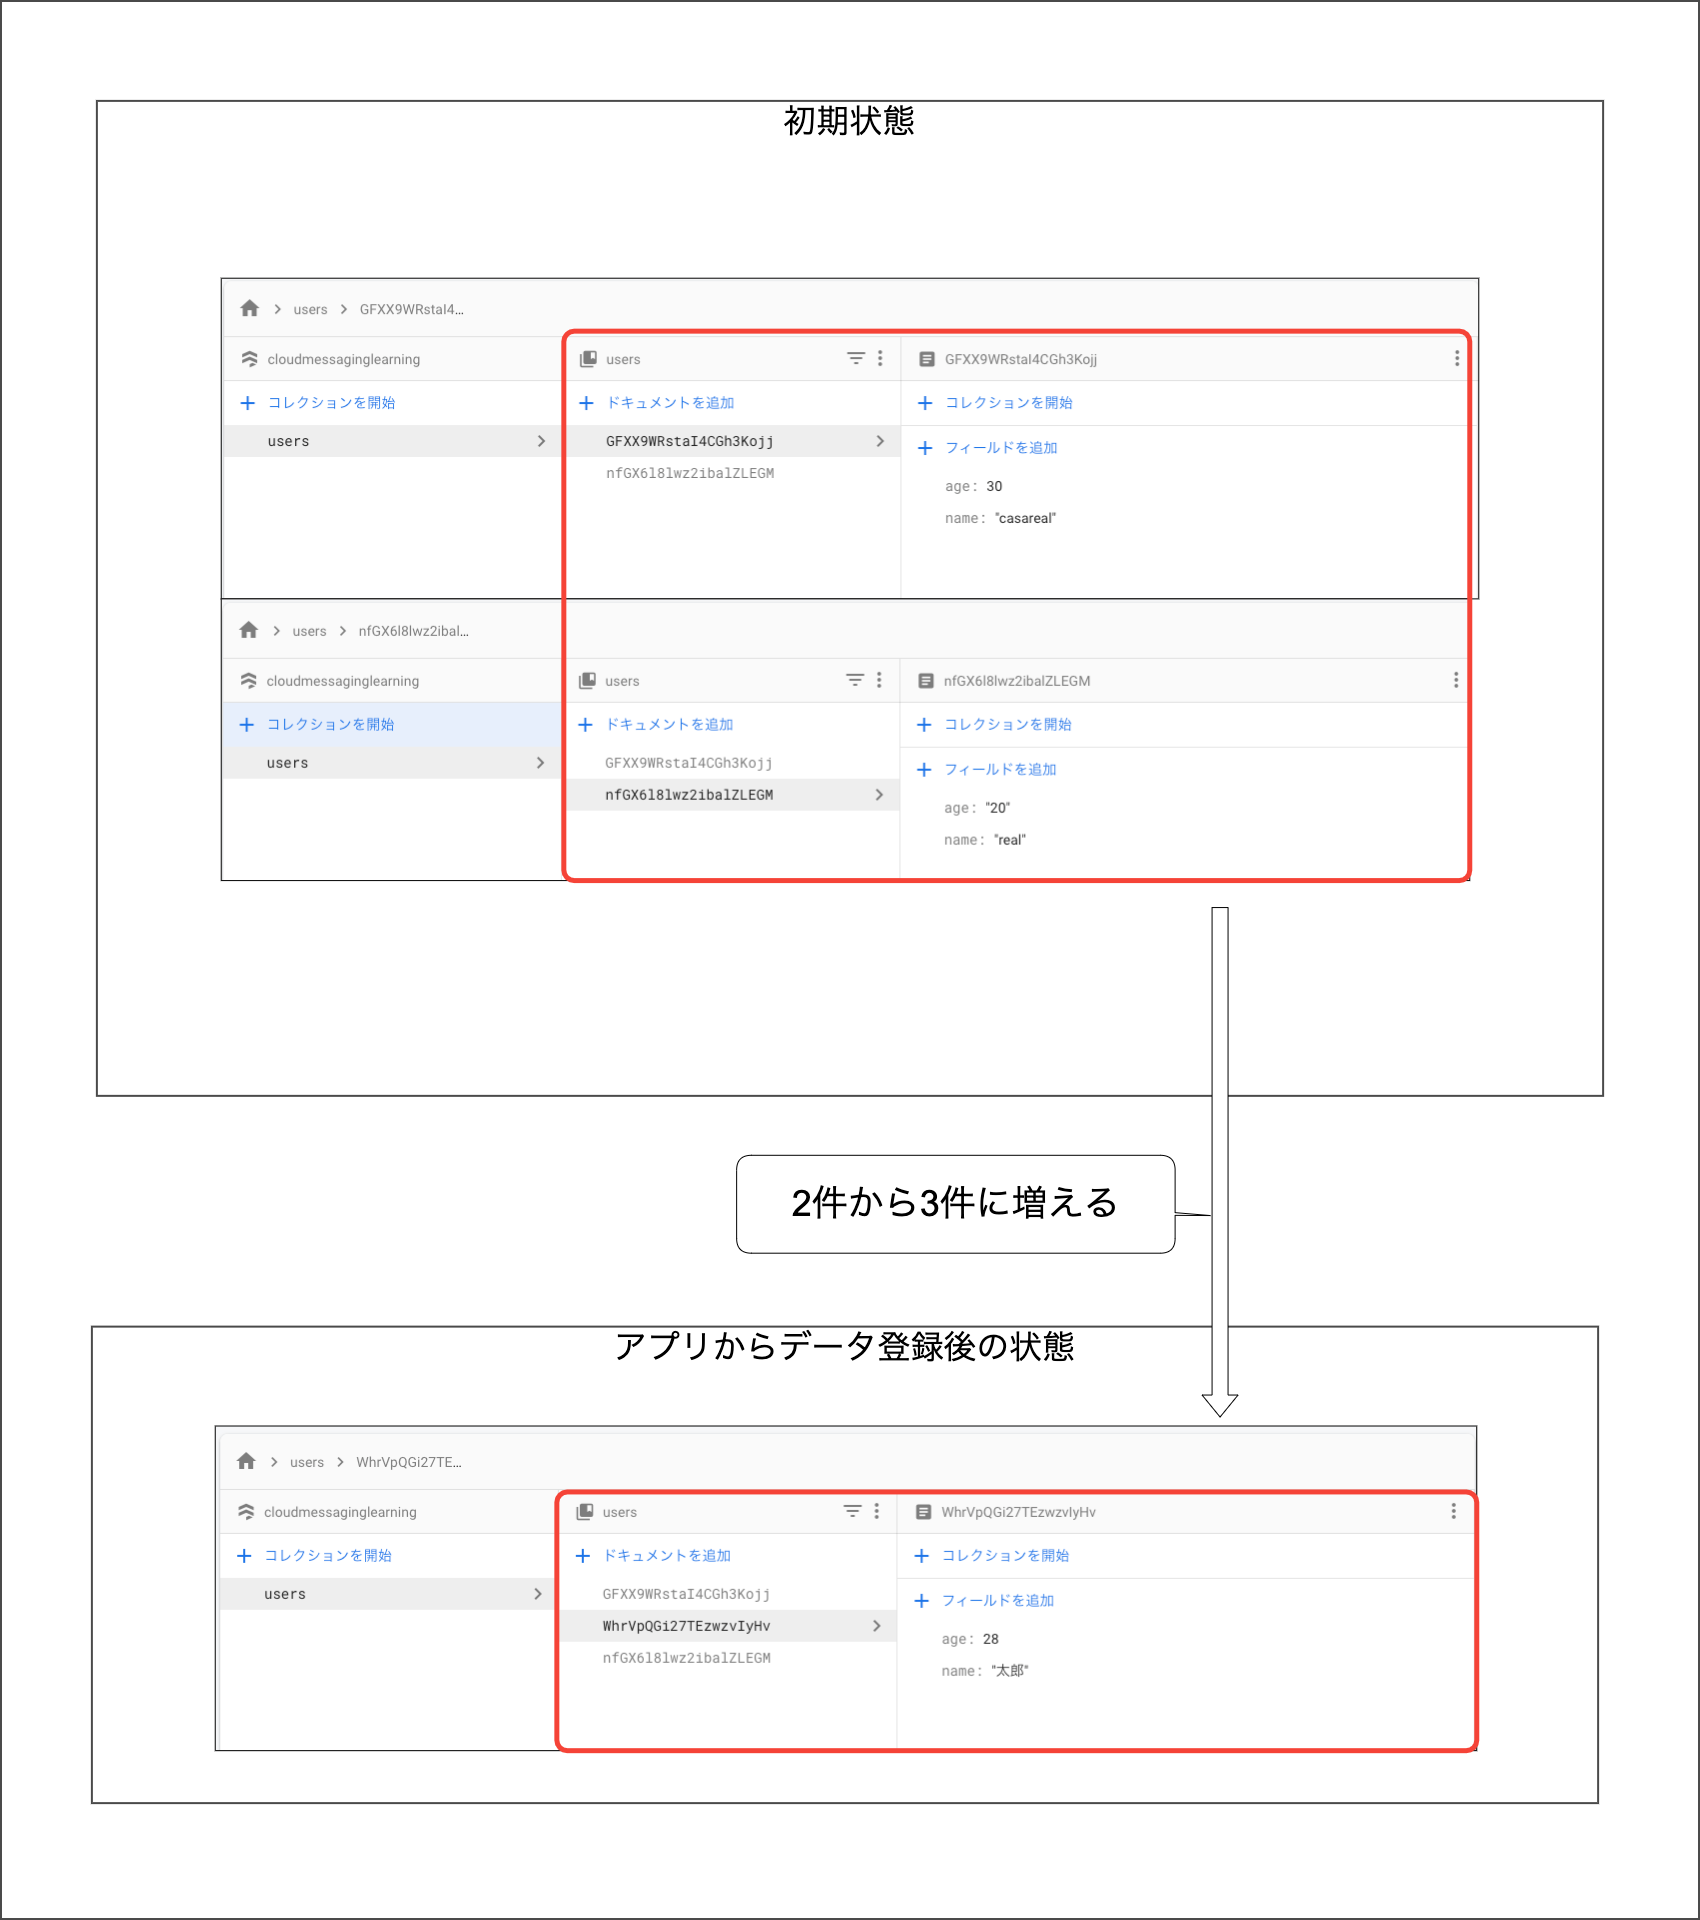 初期状態
users GFXX9WRstaI4...
cloudmessaginglearning users GFXX9WRstaI4CGh3Kojj
コレクションを開始 ドキュメントを追加 コレクションを開始
users GFXX9WRstaI4CGh3Kojj フィールドを追加
nfGX6l8lwz2ibalZLEGM age: 30
name: "casareal"
users nfGX6l8lwz2ibal...
cloudmessaginglearning users nfGX6l8lwz2ibalZLEGM
コレクションを開始 ドキュメントを追加 コレクションを開始
users GFXX9WRstaI4CGh3Kojj フィールドを追加
nfGX6l8lwz2ibalZLEGM age: "20"
name: "real"
2件から3件に増える
アプリからデータ登録後の状態
users WhrVpQGi27TE...
cloudmessaginglearning users WhrVpQGi27TEzwzvIyHv
コレクションを開始 ドキュメントを追加 コレクションを開始
users GFXX9WRstaI4CGh3Kojj フィールドを追加
WhrVpQGi27TEzwzvIyHv age: 28
nfGX6l8lwz2ibalZLEGM name: "太郎"